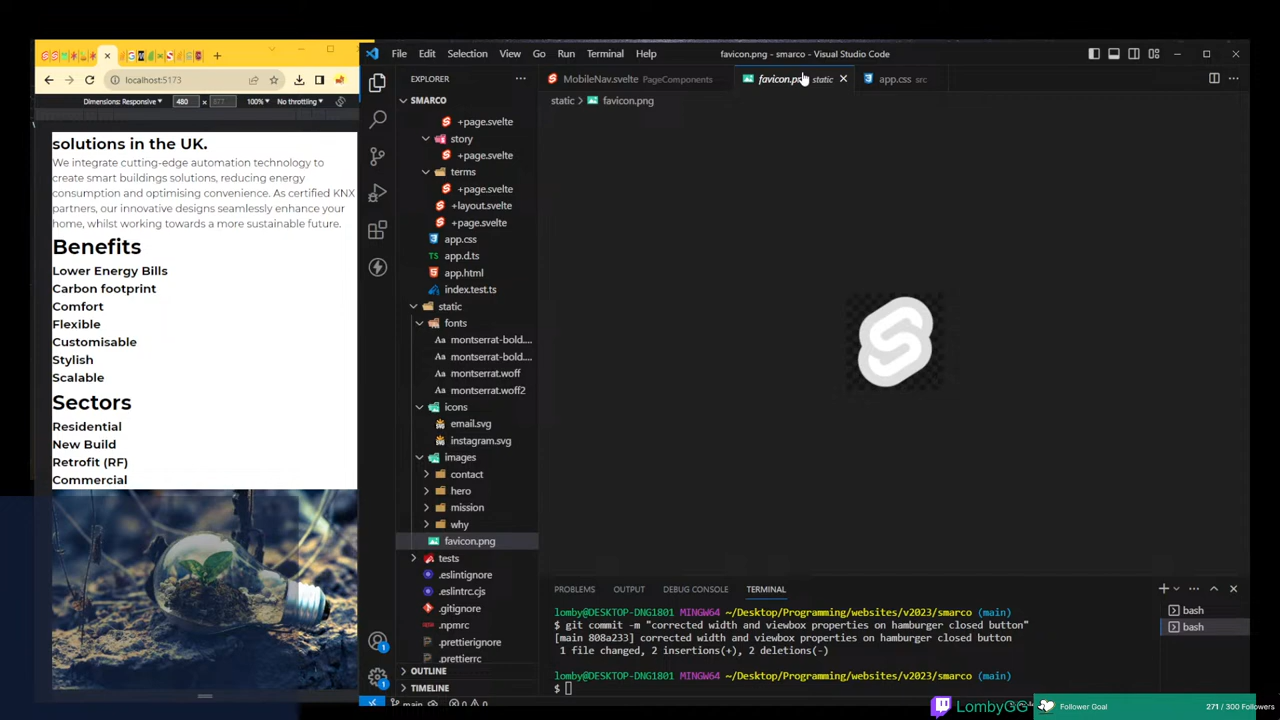 File Edit Selection View Go Run Terminal Help
favicon.png - smarco - Visual Studio Code
localhost:5173
Dimensions: Responsive 480 × 877 100% No throttling
solutions in the UK.
We integrate cutting-edge automation technology to
create smart buildings solutions, reducing energy
consumption and optimising convenience. As certified KNX
partners, our innovative designs seamlessly enhance your
home, whilst working towards a more sustainable future.
Benefits
Lower Energy Bills
Carbon footprint
Comfort
Flexible
Customisable
Stylish
Scalable
Sectors
Residential
New Build
Retrofit (RF)
Commercial
EXPLORER
SMARCO
+page.svelte
story
+page.svelte
terms
+page.svelte
+layout.svelte
+page.svelte
app.css
app.d.ts
app.html
index.test.ts
static
fonts
montserrat-bold....
montserrat-bold....
montserrat.woff
montserrat.woff2
icons
email.svg
instagram.svg
images
contact
hero
mission
why
favicon.png
tests
.eslintignore
.eslintrc.cjs
.gitignore
.npmrc
.prettierignore
.prettierrc
OUTLINE
TIMELINE
MobileNav.svelte PageComponents
favicon.png static
app.css src
static > favicon.png
PROBLEMS OUTPUT DEBUG CONSOLE TERMINAL
lomby@DESKTOP-DNG1801 MINGW64 ~/Desktop/Programming/websites/v2023/smarco (main)
$ git commit -m "corrected width and viewbox properties on hamburger closed button"
[main 808a233] corrected width and viewbox properties on hamburger closed button
1 file changed, 2 insertions(+), 2 deletions(-)
lomby@DESKTOP-DNG1801 MINGW64 ~/Desktop/Programming/websites/v2023/smarco (main)
$
bash
bash
main 0 0
LombyGG
Follower Goal 271 / 300 Followers